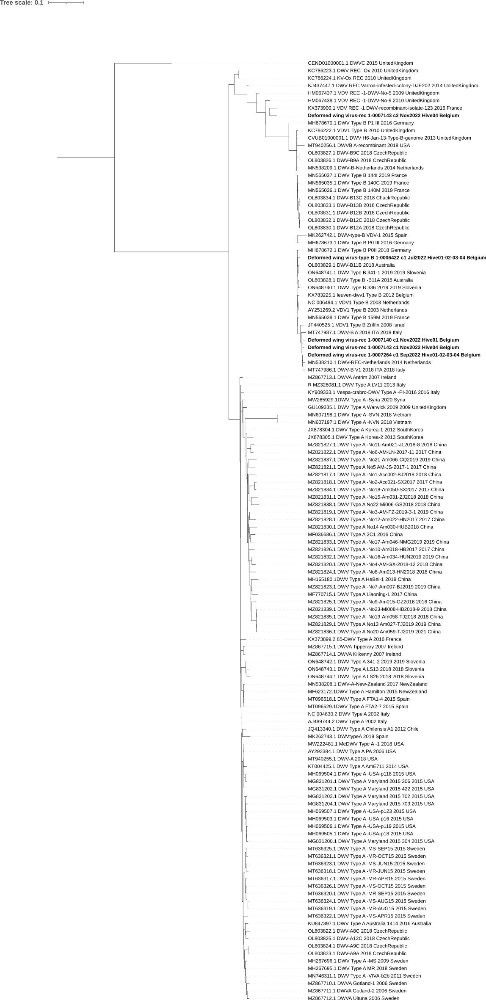 Tree scale: 0.1
CEND01000001.1 DWVC 2015 UnitedKingdom
KC786223.1 DWV REC -Ox 2010 UnitedKingdom
KC786224.1 KV-Ox REC 2010 UnitedKingdom
KJ437447.1 DWV REC Varroa-infested-colony-DJE202 2014 UnitedKingdom
HM067437.1 VDV REC -1-DWV-No-5 2009 UnitedKingdom
HM067438.1 VDV REC -1-DWV-No-9 2010 UnitedKingdom
KX373900.1 VDV REC -1 DWV-recombinant-isolate-123 2016 France
Deformed wing virus-rec 1-0007143 c2 Nov2022 Hive04 Belgium
MH678670.1 DWV Type B P1 III 2016 Germany
KC786222.1 VDV1 Type B 2010 UnitedKingdom
CVUB01000001.1 DWV H6-Jan-13-Type-B-genome 2013 UnitedKingdom
MT940256.1 DWVB A-recombinant 2018 USA
OL803827.1 DWV-B9C 2018 CzechRepublic
OL803826.1 DWV-B9A 2018 CzechRepublic
MN538209.1 DWV-B-Netherlands 2014 Netherlands
MN565037.1 DWV Type B 144I 2019 France
MN565035.1 DWV Type B 140C 2019 France
MN565036.1 DWV Type B 140M 2019 France
OL803834.1 DWV-B13C 2018 ChackRepublic
OL803833.1 DWV-B13B 2018 CzechRepublic
OL803831.1 DWV-B12B 2018 CzechRepublic
OL803832.1 DWV-B12C 2018 CzechRepublic
OL803830.1 DWV-B12A 2018 CzechRepublic
MK262742.1 DWV-type-B VDV-1 2015 Spain
MH678673.1 DWV Type B P0 III 2016 Germany
MH678672.1 DWV Type B P0II 2018 Germany
Deformed wing virus-type B 1-0006422 c1 Jul2022 Hive01-02-03-04 Belgium
OL803829.1 DWV-B11B 2018 Australia
ON648741.1 DWV Type B 341-1 2019 2019 Slovenia
OL803828.1 DWV Type B -B11A 2018 Australia
ON648740.1 DWV Type B 336 2019 2019 Slovenia
KX783225.1 leuven-dwv1 Type B 2012 Belgium
NC 006494.1 VDV1 Type B 2003 Netherlands
AY251269.2 VDV1 Type B 2003 Netherlands
MN565038.1 DWV Type B 159M 2019 France
JF440525.1 VDV1 Type B Zriffin 2008 Israel
MT747987.1 DWV-B A 2018 ITA 2018 Italy
Deformed wing virus-rec 1-0007140 c1 Nov2022 Hive01 Belgium
Deformed wing virus-rec 1-0007143 c1 Nov2022 Hive04 Belgium
Deformed wing virus-rec 1-0007264 c1 Sep2022 Hive01-02-03-04 Belgium
MN538210.1 DWV-REC-Netherlands 2014 Netherlands
MT747986.1 DWV-B V1 2018 ITA 2018 Italy
MZ867713.1 DWVA Antrim 2007 Ireland
R MZ328081.1 DWV Type A LV11 2013 Italy
KY909333.1 Vespa-crabro-DWV Type A -PI-2016 2016 Italy
MW265929.1DWV Type A -Syria 2020 Syria
GU109335.1 DWV Type A Warwick 2009 2009 UnitedKingdom
MN607198.1 DWV Type A -SVN 2018 Vietnam
MN607197.1 DWV Type A -NVN 2018 Vietnam
JX878304.1 DWV Type A Korea-1 2012 SouthKorea
JX878305.1 DWV Type A Korea-2 2013 SouthKorea
MZ821827.1 DWV Type A -No11-Am021-JL2018-8 2018 China
MZ821822.1 DWV Type A -No6-AM-LN-2017-11 2017 China
MZ821837.1 DWV Type A -No21-Am066-CQ2019 2019 China
MZ821821.1 DWV Type A No5 AM-JS-2017-1 2017 China
MZ821817.1 DWV Type A -No1-Acc002-BJ2018 2018 China
MZ821818.1 DWV Type A -No2-Acc021-SX2017 2017 China
MZ821834.1 DWV Type A -No18-Am050-SX2017 2017 China
MZ821831.1 DWV Type A -No15-Am031-ZJ2018 2018 China
MZ821838.1 DWV Type A No22 Mi006-GS2018 2018 China
MZ821819.1 DWV Type A -No3-AM-FZ-2019-3-1 2019 China
MZ821828.1 DWV Type A -No12-Am022-HN2017 2017 China
MZ821830.1 DWV Type A No14 Am030-HUB2018 China
MF036686.1 DWV Type A 2C1 2016 China
MZ821833.1 DWV Type A -No17-Am046-NMG2019 2019 China
MZ821826.1 DWV Type A -No10-Am018-HB2017 2017 China
MZ821832.1 DWV Type A -No16-Am034-HUN2019 2019 China
MZ821820.1 DWV Type A -No4-AM-GX-2018-12 2018 China
MZ821824.1 DWV Type A -No8-Am013-HN2018 2018 China
MH165180.1DWV Type A HeBei-1 2018 China
MZ821823.1 DWV Type A -No7-Am007-BJ2019 2019 China
MF770715.1 DWV Type A Liaoning-1 2017 China
MZ821825.1 DWV Type A -No9-Am015-GZ2016 2016 China
MZ821839.1 DWV Type A -No23-Mi008-HB2018-9 2018 China
MZ821835.1 DWV Type A -No19-Am058-TJ2018 2018 China
MZ821829.1 DWV Type A No13 Am027-TJ2019 2019 China
MZ821836.1 DWV Type A No20 Am059-TJ2019 2021 China
KX373899.2 85-DWV Type A 2016 France
MZ867715.1 DWVA Tipperary 2007 Ireland
MZ867714.1 DWVA Kilkenny 2007 Ireland
ON648742.1 DWV Type A 341-2 2019 2019 Slovenia
ON648743.1 DWV Type A LS13 2018 2018 Slovenia
ON648744.1 DWV Type A LS26 2018 2018 Slovenia
MN538208.1 DWV-A-New-Zealand 2017 NewZealand
MF623172.1DWV Type A Hamilton 2015 NewZealand
MT096518.1 DWV Type A FTA1-4 2015 Spain
MT096529.1DWV Type A FTA2-7 2015 Spain
NC 004830.2 DWV Type A 2002 Italy
AJ489744.2 DWV Type A 2002 Italy
JQ413340.1 DWV Type A Chilensis A1 2012 Chile
MK262743.1 DWVtypeA 2019 Spain
MW222481.1 MeDWV Type A -1 2018 USA
AY292384.1 DWV Type A PA 2006 USA
MT940255.1 DWV-A 2018 USA
KT004425.1 DWV Type A AmE711 2014 USA
MH069504.1 DWV Type A -USA-p118 2015 USA
MG831201.1 DWV Type A Maryland 2015 306 2015 USA
MG831202.1 DWV Type A Maryland 2015 422 2015 USA
MG831203.1 DWV Type A Maryland 2015 702 2015 USA
MG831204.1 DWV Type A Maryland 2015 703 2015 USA
MH069507.1 DWV Type A -USA-p123 2015 USA
MH069503.1 DWV Type A -USA-p16 2015 USA
MH069506.1 DWV Type A -USA-p119 2015 USA
MH069505.1 DWV Type A -USA-p18 2015 USA
MG831200.1 DWV Type A Maryland 2015 304 2015 USA
MT636325.1 DWV Type A -MS-SEP15 2015 Sweden
MT636321.1 DWV Type A -MR-OCT15 2015 Sweden
MT636323.1 DWV Type A -MS-JUN15 2015 Sweden
MT636318.1 DWV Type A -MR-JUN15 2015 Sweden
MT636317.1 DWV Type A -MR-APR15 2015 Sweden
MT636326.1 DWV Type A -MS-OCT15 2015 Sweden
MT636320.1 DWV Type A -MR-SEP15 2015 Sweden
MT636324.1 DWV Type A -MS-AUG15 2015 Sweden
MT636319.1 DWV Type A -MR-AUG15 2015 Sweden
MT636322.1 DWV Type A -MS-APR15 2015 Sweden
KU847397.1 DWV Type A Australia 1414 2016 Australia
OL803822.1 DWV-A8C 2018 CzechRepublic
OL803825.1 DWV-A12C 2018 CzechRepublic
OL803824.1 DWV-A9C 2018 CzechRepublic
OL803823.1 DWV-A9A 2018 CzechRepublic
MH267696.1 DWV Type A -MS 2009 Sweden
MH267695.1 DWV Type A MR 2018 Sweden
MN746311.1 DWV Type A -VIVA-b2b 2011 Sweden
MZ867710.1 DWVA Gotland-1 2006 Sweden
MZ867711.1 DWVA Gotland-2 2006 Sweden
MZ867712.1 DWVA Ultuna 2006 Sweden